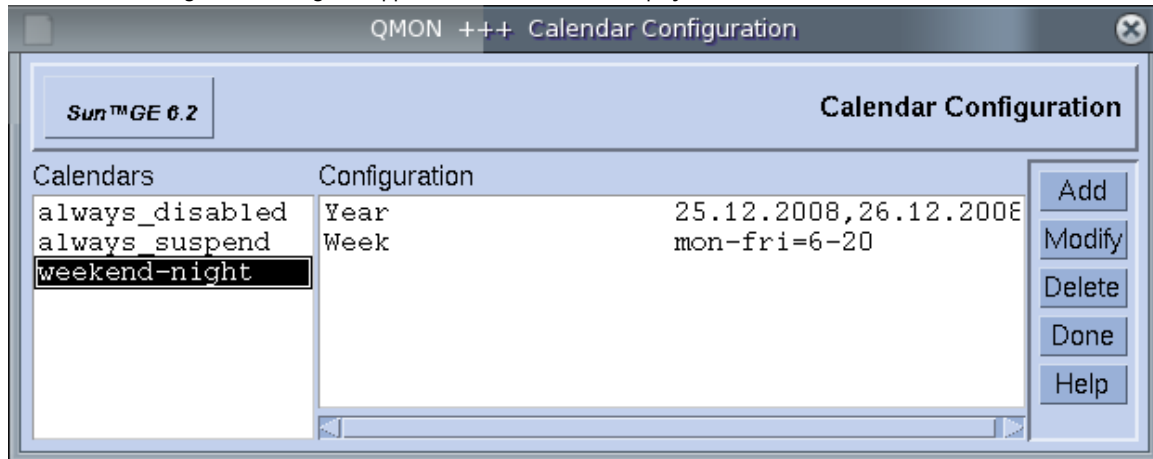 QMON +++ Calendar Configuration
Sun™GE 6.2
Calendar Configuration
Calendars
Configuration
always_disabled
always_suspend
weekend-night
Year 25.12.2008,26.12.2008
Week mon-fri=6-20
Add
Modify
Delete
Done
Help